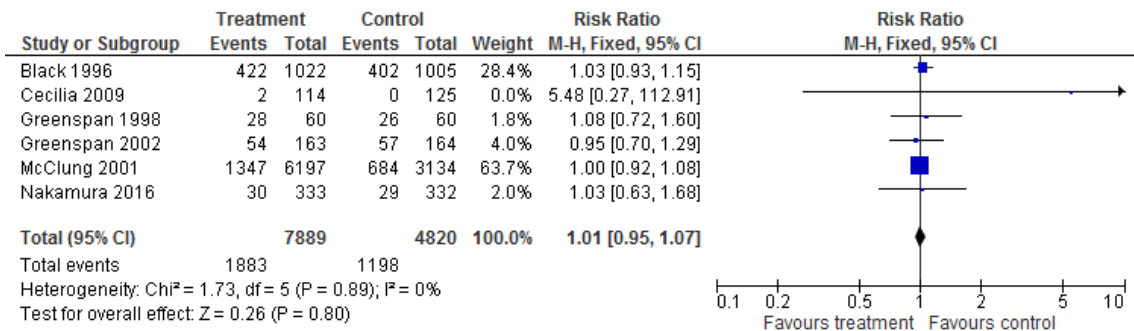 Treatment Control Risk Ratio Risk Ratio
Study or Subgroup Events Total Events Total Weight M-H, Fixed, 95% CI M-H, Fixed, 95% CI
Black 1996 422 1022 402 1005 28.4% 1.03 [0.93, 1.15]
Cecilia 2009 2 114 0 125 0.0% 5.48 [0.27, 112.91]
Greenspan 1998 28 60 26 60 1.8% 1.08 [0.72, 1.60]
Greenspan 2002 54 163 57 164 4.0% 0.95 [0.70, 1.29]
McClung 2001 1347 6197 684 3134 63.7% 1.00 [0.92, 1.08]
Nakamura 2016 30 333 29 332 2.0% 1.03 [0.63, 1.68]
Total (95% CI) 7889 4820 100.0% 1.01 [0.95, 1.07]
Total events 1883 1198
Heterogeneity: Chi² = 1.73, df = 5 (P = 0.89); I² = 0%
Test for overall effect: Z = 0.26 (P = 0.80)
0.1 0.2 0.5 1 2 5 10
Favours treatment Favours control